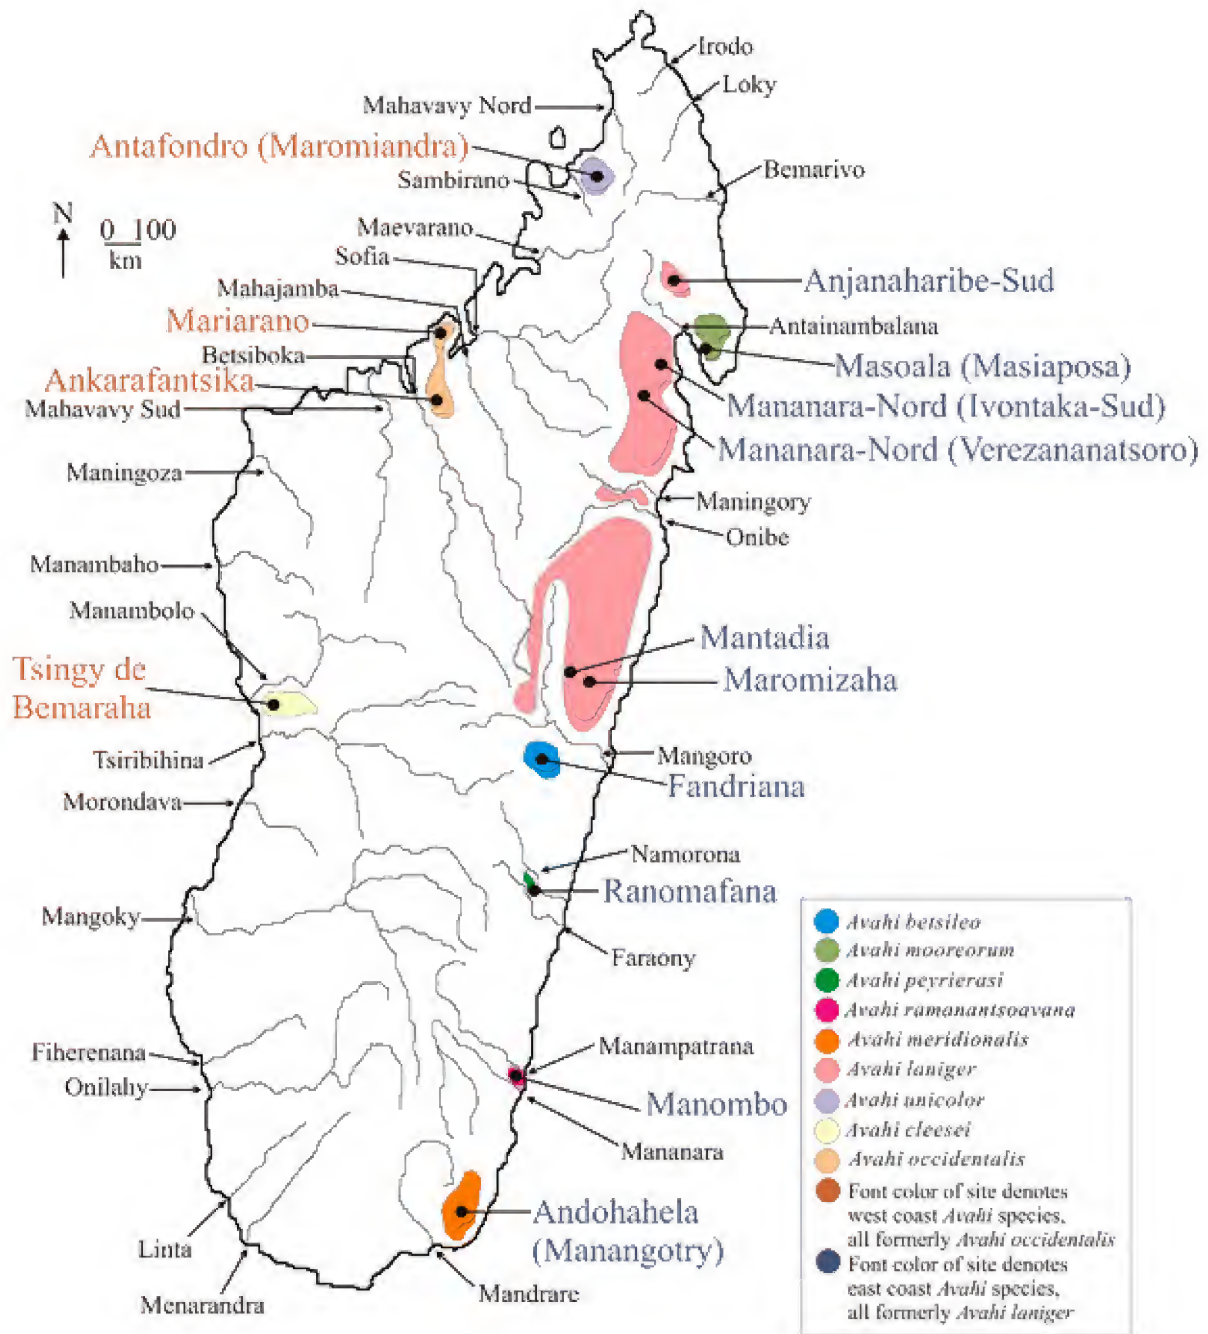 Irodo
Loky
Mahavavy Nord
Antafondro (Maromiandra)
Bemarivo
Sambirano
N
0 100
km
Maevarano
Sofia
Anjanaharibe-Sud
Mahajamba
Mariarano
Antainambalana
Betsiboka
Masoala (Masiaposa)
Ankarafantsika
Mahavavy Sud
Mananara-Nord (Ivontaka-Sud)
Mananara-Nord (Verezananatsoro)
Maningoza
Maningory
Onibe
Manambaho
Manambolo
Mantadia
Tsingy de
Bemaraha
Maromizaha
Tsiribihina
Mangoro
Fandriana
Morondava
Namorona
Ranomafana
Mangoky
Faraony
Fiherenana
Manampatrana
Onilahy
Manombo
Mananara
Andohahela
(Manangotry)
Linta
Mandrare
Menarandra
Avahi betsileo
Avahi mooreorum
Avahi peyrierasi
Avahi ramanantsoavana
Avahi meridionalis
Avahi laniger
Avahi unicolor
Avahi cleesei
Avahi occidentalis
Font color of site denotes
west coast Avahi species,
all formerly Avahi occidentalis
Font color of site denotes
east coast Avahi species,
all formerly Avahi laniger